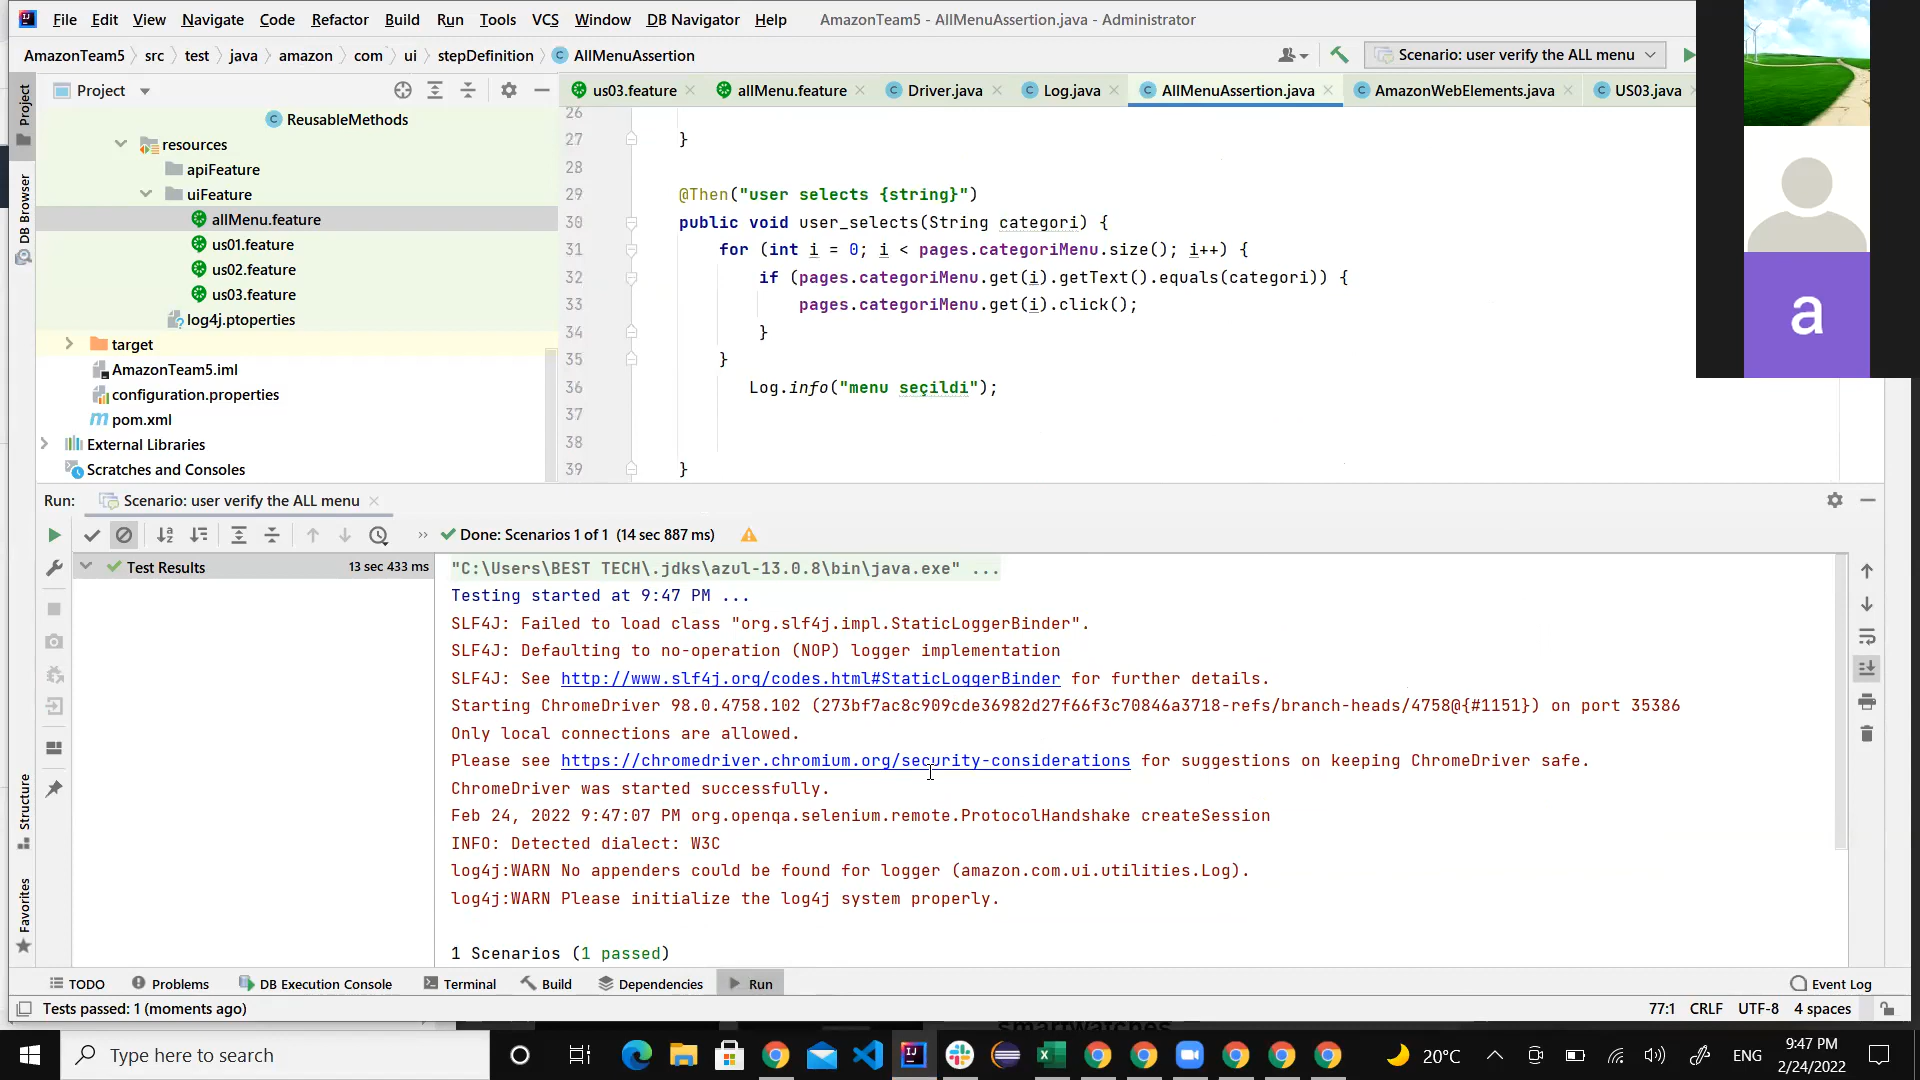 File Edit View Navigate Code Refactor Build Run Tools VCS Window DB Navigator Help AmazonTeam5 - AllMenuAssertion.java - Administrator
AmazonTeam5 src test java amazon com ui stepDefinition AllMenuAssertion
Scenario: user verify the ALL menu
Project
us03.feature allMenu.feature Driver.java Log.java AllMenuAssertion.java AmazonWebElements.java US03.java
Project
DB Browser
Structure
Favorites
ReusableMethods
resources
apiFeature
uiFeature
allMenu.feature
us01.feature
us02.feature
us03.feature
log4j.ptoperties
target
AmazonTeam5.iml
configuration.properties
pom.xml
External Libraries
Scratches and Consoles
26
27 }
28
29 @Then("user selects {string}")
30 public void user_selects(String categori) {
31 for (int i = 0; i < pages.categoriMenu.size(); i++) {
32 if (pages.categoriMenu.get(i).getText().equals(categori)) {
33 pages.categoriMenu.get(i).click();
34 }
35 }
36 Log.info("menu seçildi");
37
38
39 }
a
Run: Scenario: user verify the ALL menu
Done: Scenarios 1 of 1 (14 sec 887 ms)
Test Results 13 sec 433 ms
"C:\Users\BEST TECH\.jdks\azul-13.0.8\bin\java.exe" ...
Testing started at 9:47 PM ...
SLF4J: Failed to load class "org.slf4j.impl.StaticLoggerBinder".
SLF4J: Defaulting to no-operation (NOP) logger implementation
SLF4J: See http://www.slf4j.org/codes.html#StaticLoggerBinder for further details.
Starting ChromeDriver 98.0.4758.102 (273bf7ac8c909cde36982d27f66f3c70846a3718-refs/branch-heads/4758@{#1151}) on port 35386
Only local connections are allowed.
Please see https://chromedriver.chromium.org/security-considerations for suggestions on keeping ChromeDriver safe.
ChromeDriver was started successfully.
Feb 24, 2022 9:47:07 PM org.openqa.selenium.remote.ProtocolHandshake createSession
INFO: Detected dialect: W3C
log4j:WARN No appenders could be found for logger (amazon.com.ui.utilities.Log).
log4j:WARN Please initialize the log4j system properly.
1 Scenarios (1 passed)
TODO Problems DB Execution Console Terminal Build Dependencies Run Event Log
Tests passed: 1 (moments ago) 77:1 CRLF UTF-8 4 spaces
smartwatches
Type here to search
20°C ENG
9:47 PM
2/24/2022